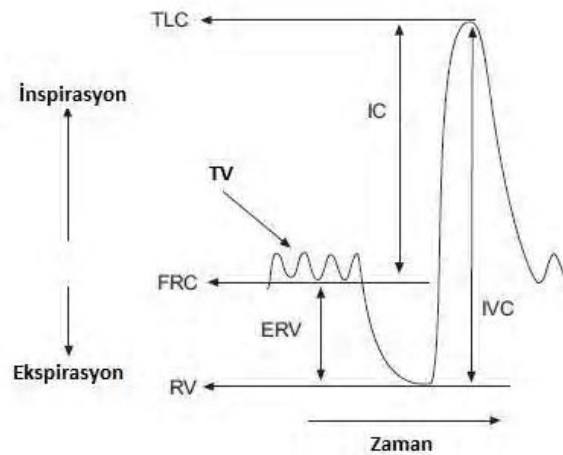 TLC
İnspirasyon
IC
TV
FRC
ERV
IVC
Ekspirasyon
RV
Zaman